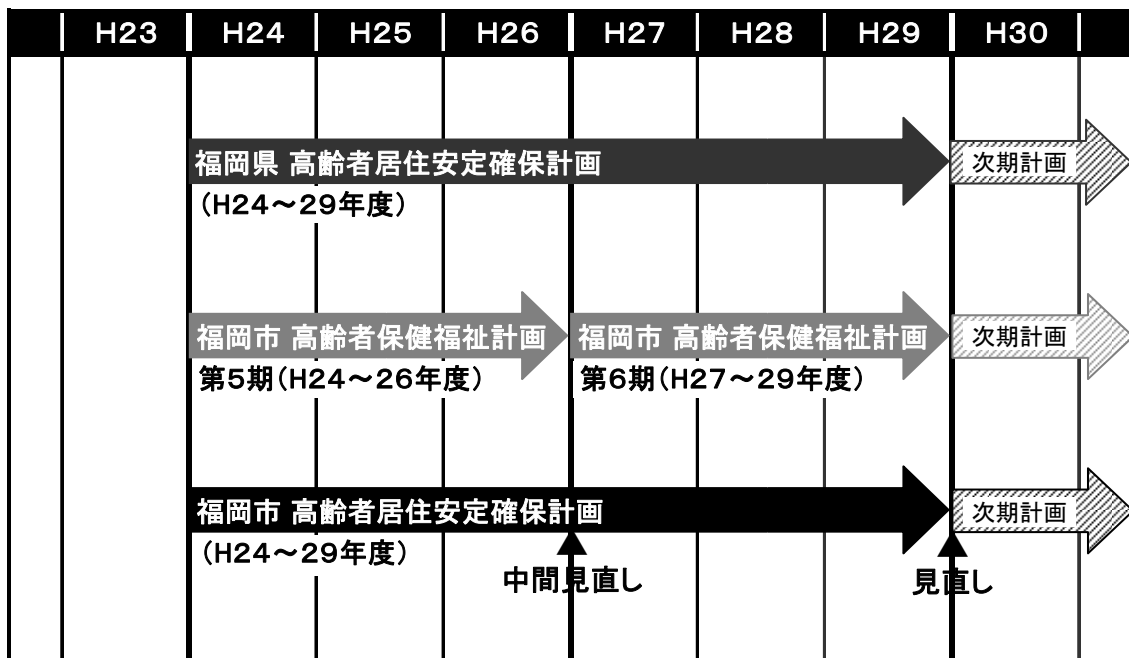 H23 H24 H25 H26 H27 H28 H29 H30
福岡県 高齢者居住安定確保計画
(H24～29年度)
次期計画
福岡市 高齢者保健福祉計画
第5期(H24～26年度)
福岡市 高齢者保健福祉計画
第6期(H27～29年度)
次期計画
福岡市 高齢者居住安定確保計画
(H24～29年度)
次期計画
中間見直し
見直し